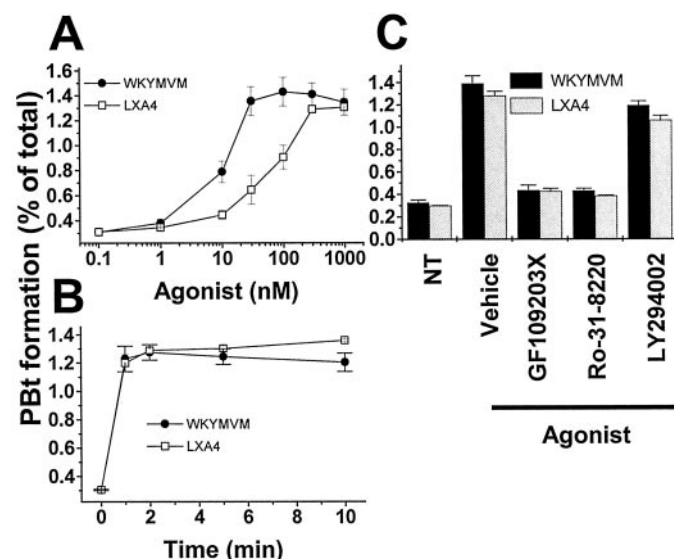 A
C
WKYMVM
LXA4
1.6
1.4
1.2
1.0
0.8
0.6
0.4
0.1 1 10 100 1000
Agonist (nM)
B
1.4
1.2
1.0
0.8
0.6
0.4
WKYMVM
LXA4
0 2 4 6 8 10
Time (min)
PBt formation (% of total)
WKYMVM
LXA4
1.4
1.2
1.0
0.8
0.6
0.4
0.2
0.0
NT
Vehicle
GF109203X
Ro-31-8220
LY294002
Agonist